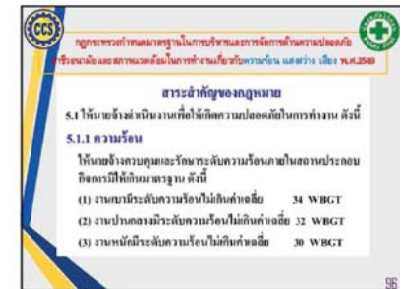 CCS
กฎกระทรวงกำหนดมาตรฐานในการบริหารและการจัดการด้านความปลอดภัย
อาชีวอนามัยและสภาพแวดล้อมในการทำงานเกี่ยวกับความร้อน แสงสว่าง เสียง พ.ศ.2549
สาระสำคัญของกฎหมาย
5.1 ให้นายจ้างดำเนินงานเพื่อให้เกิดความปลอดภัยในการทำงาน ดังนี้
5.1.1 ความร้อน
ให้นายจ้างควบคุมและรักษาระดับความร้อนภายในสถานประกอบ
กิจการมิให้เกินมาตรฐาน ดังนี้
(1) งานเบามีระดับความร้อนไม่เกินค่าเฉลี่ย 34 WBGT
(2) งานปานกลางมีระดับความร้อนไม่เกินค่าเฉลี่ย 32 WBGT
(3) งานหนักมีระดับความร้อนไม่เกินค่าเฉลี่ย 30 WBGT
96